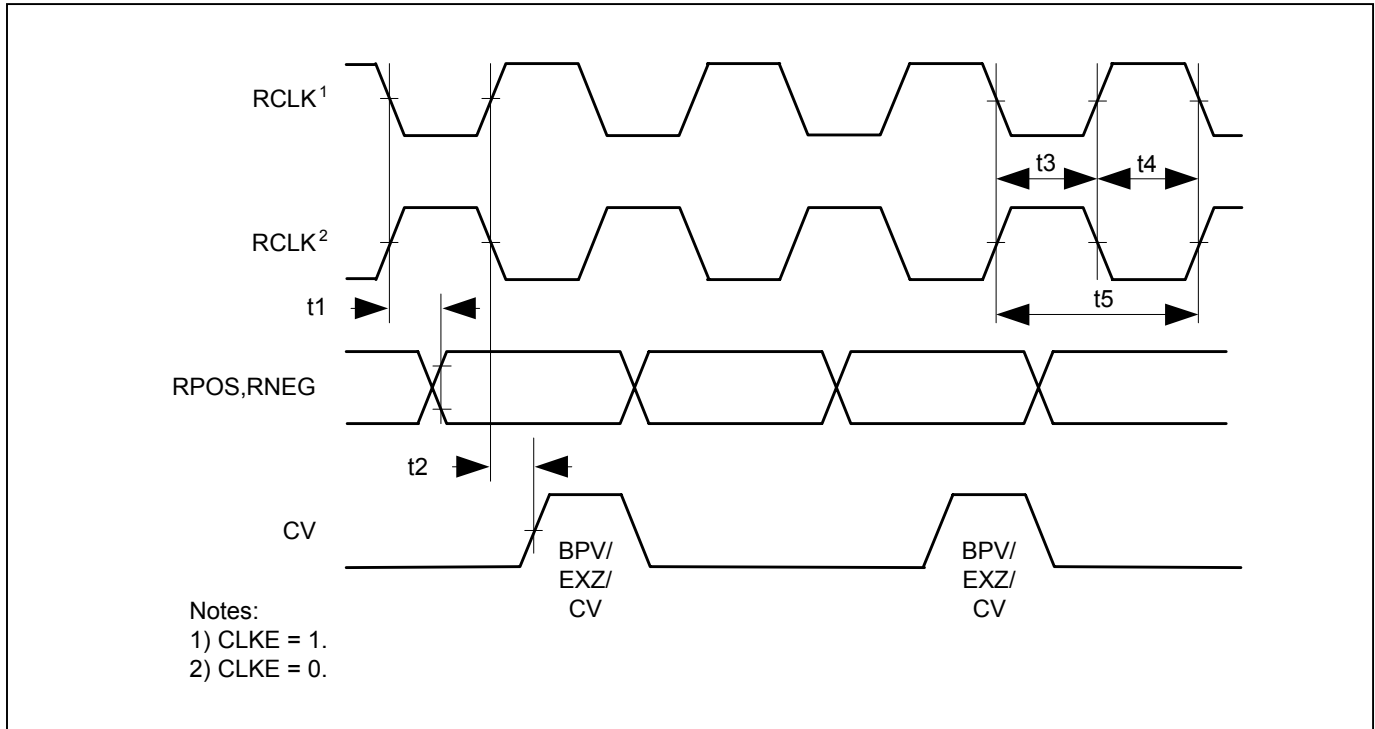 RCLK¹
t3
t4
RCLK²
t1
t5
RPOS,RNEG
t2
CV
BPV/
EXZ/
CV
BPV/
EXZ/
CV
Notes:
1) CLKE = 1.
2) CLKE = 0.